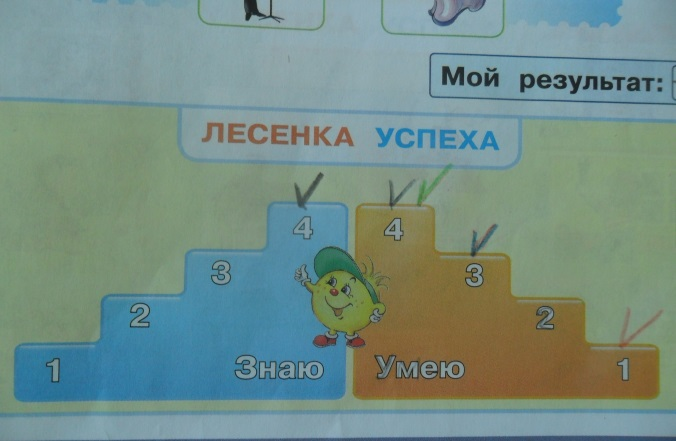 Мой результат:
ЛЕСЕНКА УСПЕХА
4 4
3 3
2 2
1 Знаю Умею 1